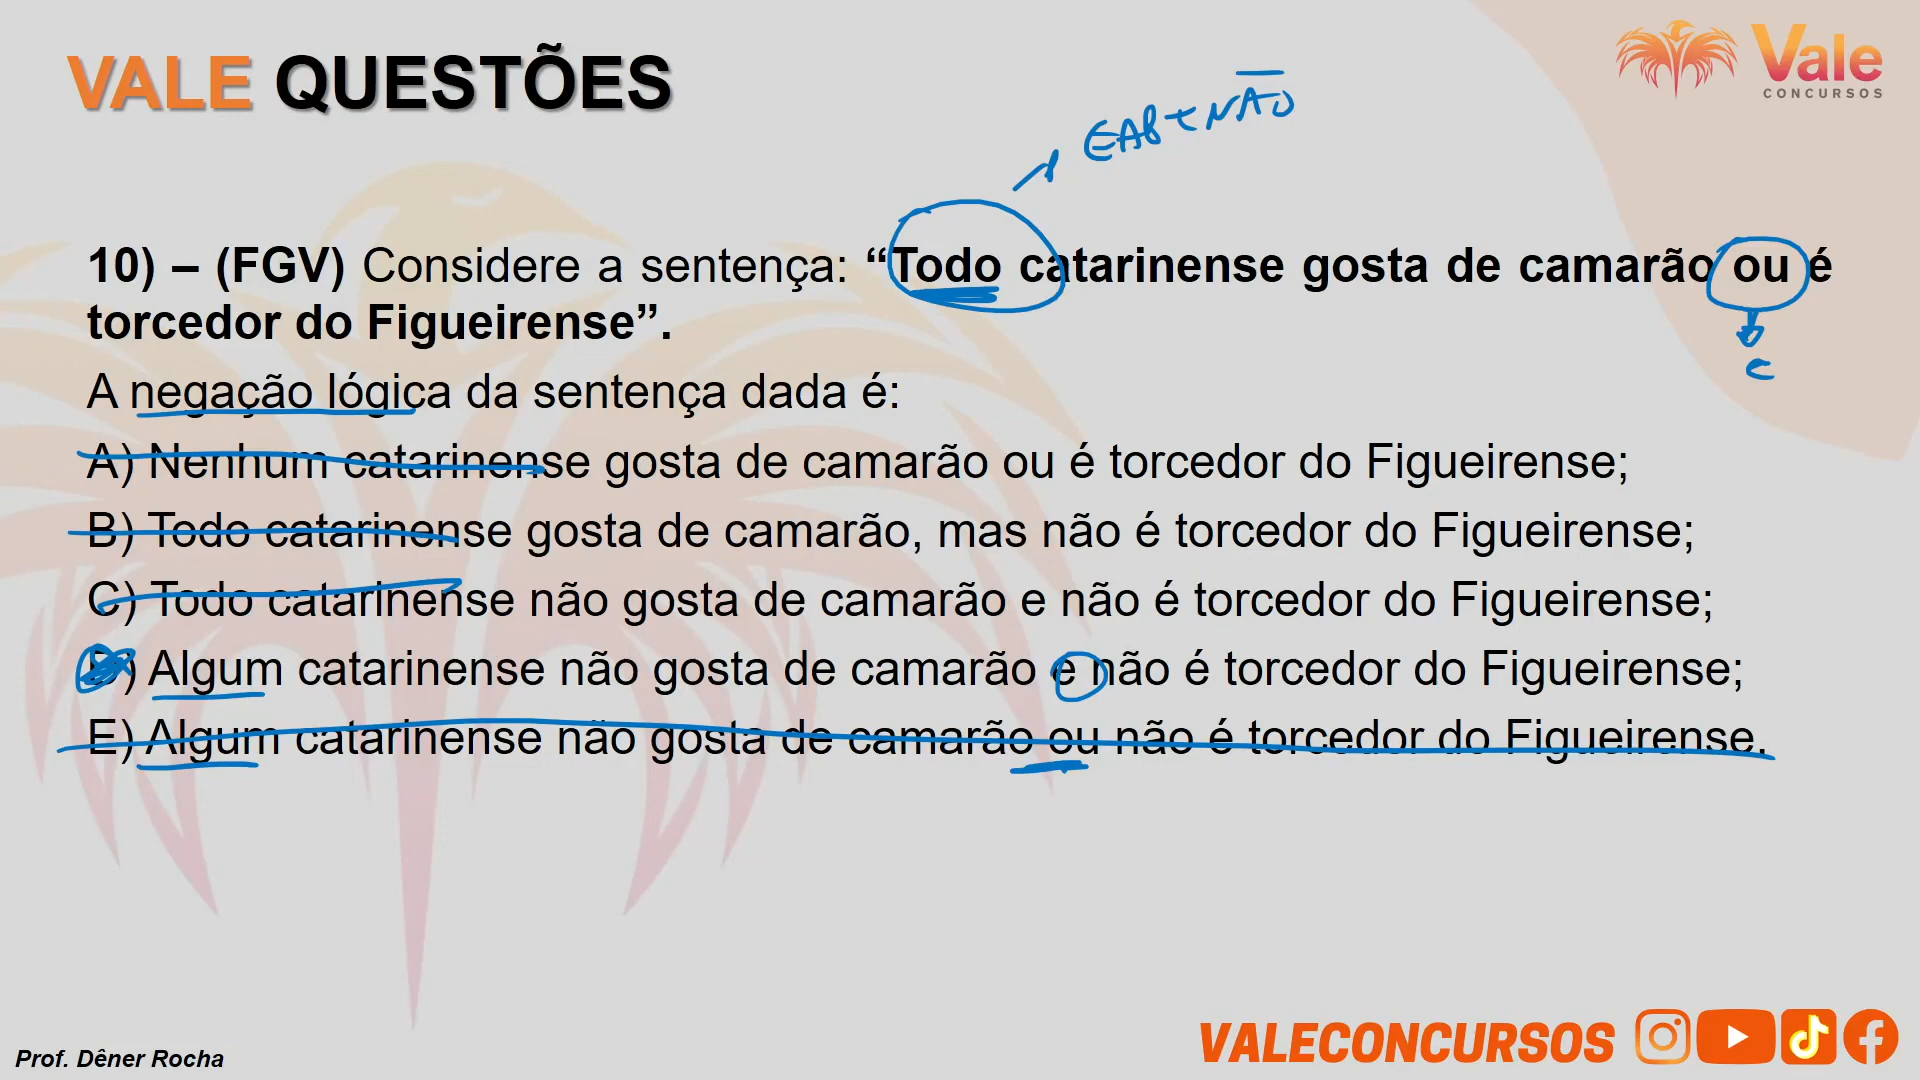 VALE QUESTÕES
Vale
CONCURSOS
10) – (FGV) Considere a sentença: “Todo catarinense gosta de camarão ou é
torcedor do Figueirense”.
e
A negação lógica da sentença dada é:
A) Nenhum catarinense gosta de camarão ou é torcedor do Figueirense;
B) Todo catarinense gosta de camarão, mas não é torcedor do Figueirense;
C) Todo catarinense não gosta de camarão e não é torcedor do Figueirense;
D) Algum catarinense não gosta de camarão e não é torcedor do Figueirense;
E) Algum catarinense não gosta de camarão ou não é torcedor do Figueirense.
VALECONCURSOS
Prof. Dêner Rocha